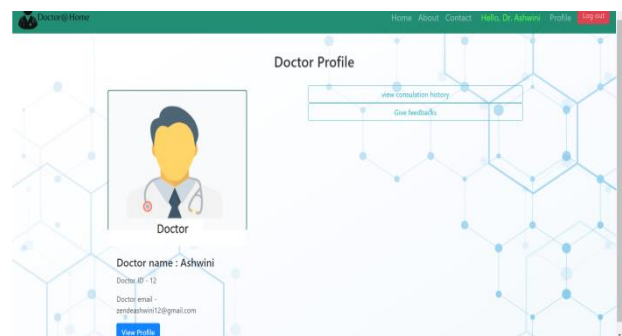 Doctor@Home
Home About Contact Hello, Dr. Ashwini Profile Log out
Doctor Profile
view consulation history
Give feedbacks
Doctor
Doctor name : Ashwini
Doctor ID - 12
Doctor email -
zendeashwini12@gmail.com
View Profile